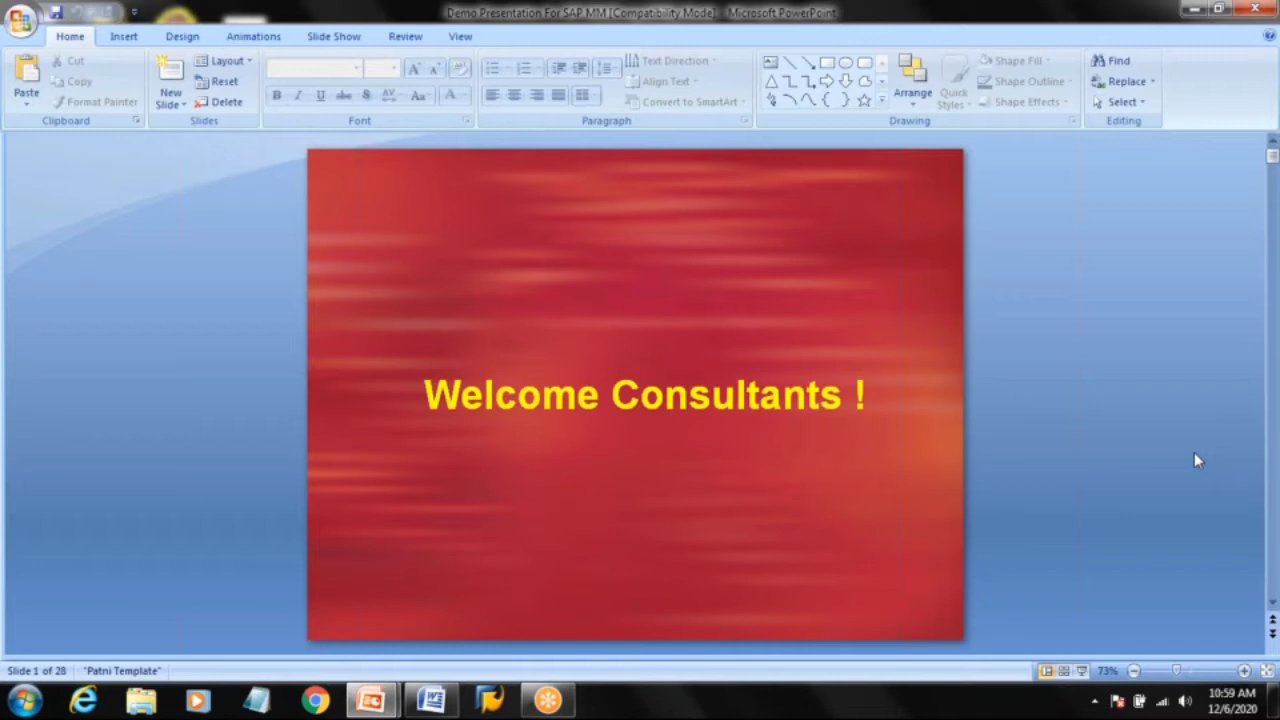 Demo Presentation For SAP MM [Compatibility Mode] - Microsoft PowerPoint
Home Insert Design Animations Slide Show Review View
Cut
Copy
Format Painter
Paste
Clipboard
New
Slide
Layout
Reset
Delete
Slides
B I U abc S AV Aa A
Font
Text Direction
Align Text
Convert to SmartArt
Paragraph
Arrange
Quick
Styles
Shape Fill
Shape Outline
Shape Effects
Drawing
Find
Replace
Select
Editing
Welcome Consultants !
Slide 1 of 28 "Patni Template" 73%
10:59 AM
12/6/2020